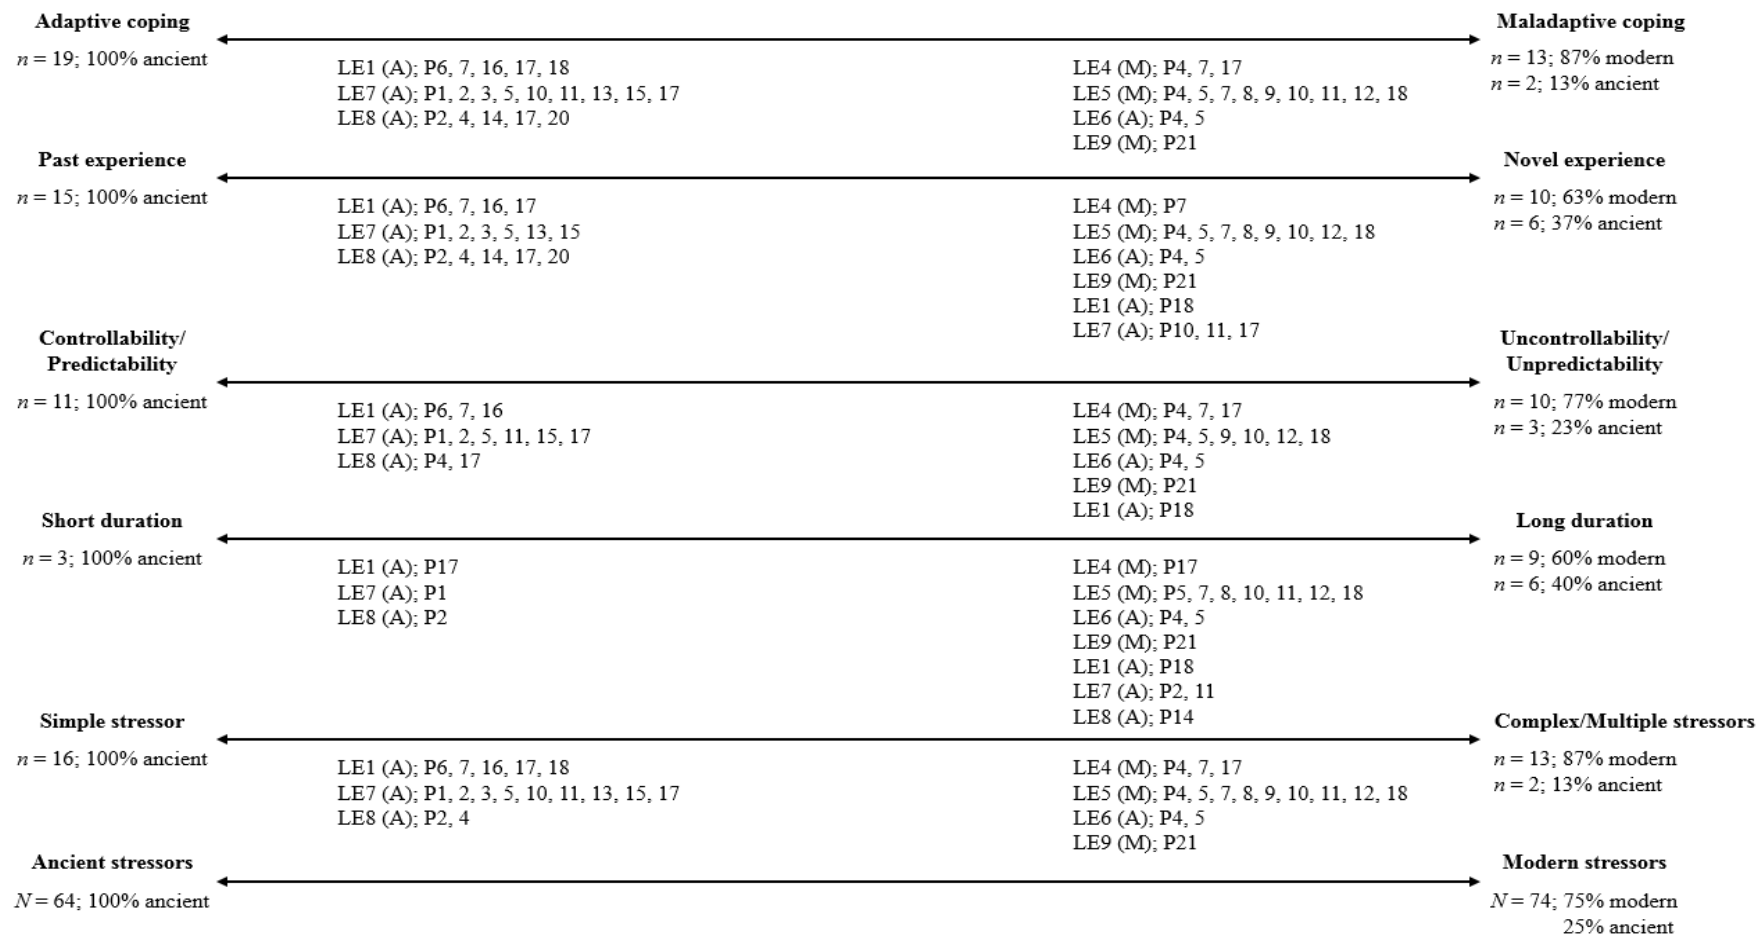 Adaptive coping
n = 19; 100% ancient
LE1 (A); P6, 7, 16, 17, 18
LE7 (A); P1, 2, 3, 5, 10, 11, 13, 15, 17
LE8 (A); P2, 4, 14, 17, 20
Maladaptive coping
n = 13; 87% modern
n = 2; 13% ancient
LE4 (M); P4, 7, 17
LE5 (M); P4, 5, 7, 8, 9, 10, 11, 12, 18
LE6 (A); P4, 5
LE9 (M); P21
Past experience
n = 15; 100% ancient
LE1 (A); P6, 7, 16, 17
LE7 (A); P1, 2, 3, 5, 13, 15
LE8 (A); P2, 4, 14, 17, 20
Novel experience
n = 10; 63% modern
n = 6; 37% ancient
LE4 (M); P7
LE5 (M); P4, 5, 7, 8, 9, 10, 12, 18
LE6 (A); P4, 5
LE9 (M); P21
LE1 (A); P18
LE7 (A); P10, 11, 17
Controllability/
Predictability
n = 11; 100% ancient
LE1 (A); P6, 7, 16
LE7 (A); P1, 2, 5, 11, 15, 17
LE8 (A); P4, 17
Uncontrollability/
Unpredictability
n = 10; 77% modern
n = 3; 23% ancient
LE4 (M); P4, 7, 17
LE5 (M); P4, 5, 9, 10, 12, 18
LE6 (A); P4, 5
LE9 (M); P21
LE1 (A); P18
Short duration
n = 3; 100% ancient
LE1 (A); P17
LE7 (A); P1
LE8 (A); P2
Long duration
n = 9; 60% modern
n = 6; 40% ancient
LE4 (M); P17
LE5 (M); P5, 7, 8, 10, 11, 12, 18
LE6 (A); P4, 5
LE9 (M); P21
LE1 (A); P18
LE7 (A); P2, 11
LE8 (A); P14
Simple stressor
n = 16; 100% ancient
LE1 (A); P6, 7, 16, 17, 18
LE7 (A); P1, 2, 3, 5, 10, 11, 13, 15, 17
LE8 (A); P2, 4
Complex/Multiple stressors
n = 13; 87% modern
n = 2; 13% ancient
LE4 (M); P4, 7, 17
LE5 (M); P4, 5, 7, 8, 9, 10, 11, 12, 18
LE6 (A); P4, 5
LE9 (M); P21
Ancient stressors
N = 64; 100% ancient
Modern stressors
N = 74; 75% modern
25% ancient